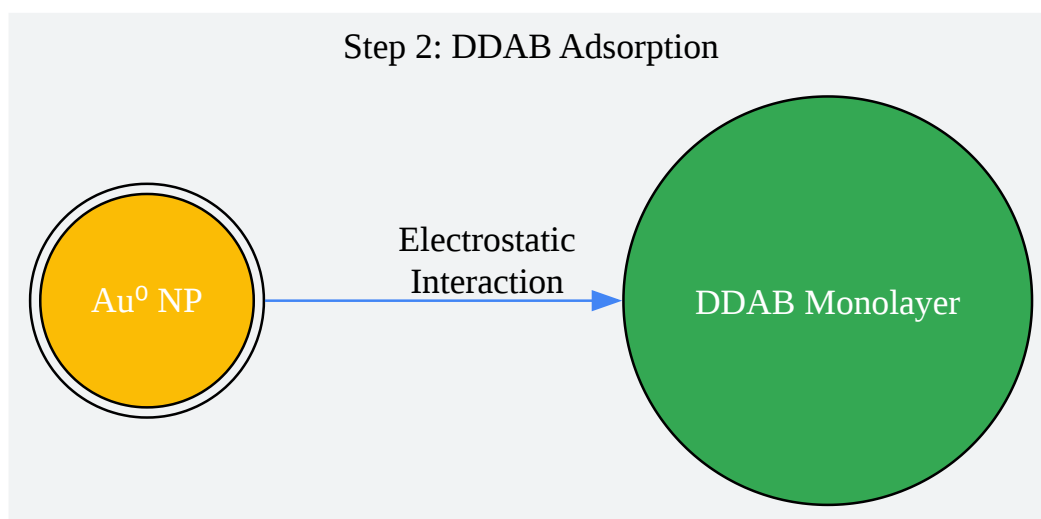 Step 2: DDAB Adsorption
Electrostatic
Interaction
Au⁰ NP
DDAB Monolayer